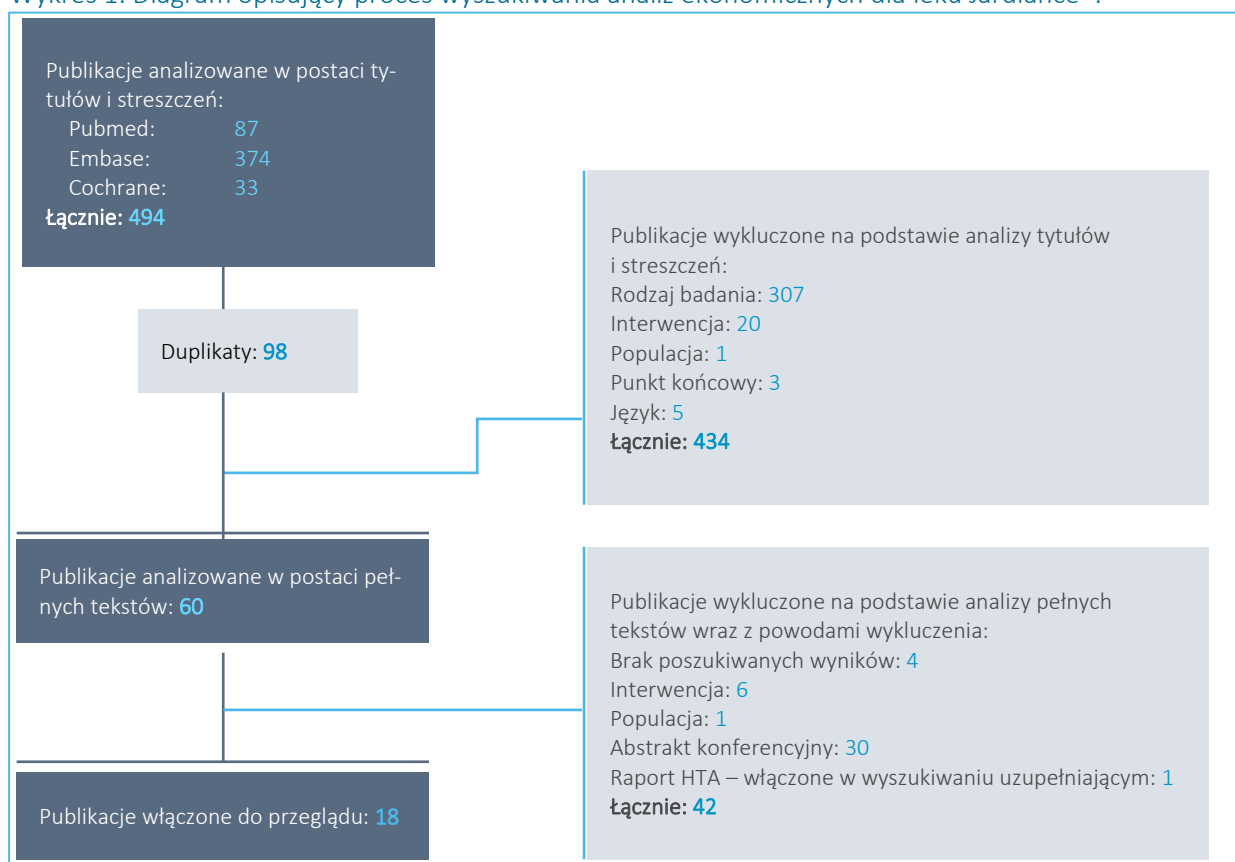 Publikacje analizowane w postaci ty-
tułów i streszczeń:
Pubmed: 87
Embase: 374
Cochrane: 33
Łącznie: 494
Duplikaty: 98
Publikacje wykluczone na podstawie analizy tytułów
i streszczeń:
Rodzaj badania: 307
Interwencja: 20
Populacja: 1
Punkt końcowy: 3
Język: 5
Łącznie: 434
Publikacje analizowane w postaci peł-
nych tekstów: 60
Publikacje wykluczone na podstawie analizy pełnych
tekstów wraz z powodami wykluczenia:
Brak poszukiwanych wyników: 4
Interwencja: 6
Populacja: 1
Abstrakt konferencyjny: 30
Raport HTA – włączone w wyszukiwaniu uzupełniającym: 1
Łącznie: 42
Publikacje włączone do przeglądu: 18